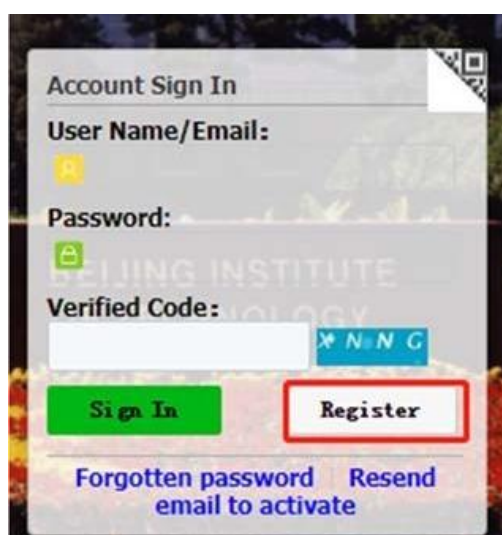 Account Sign In
User Name/Email:
Password:
BEIJING INSTITUTE
Verified Code:
Sign In
Register
Forgotten password Resend
email to activate